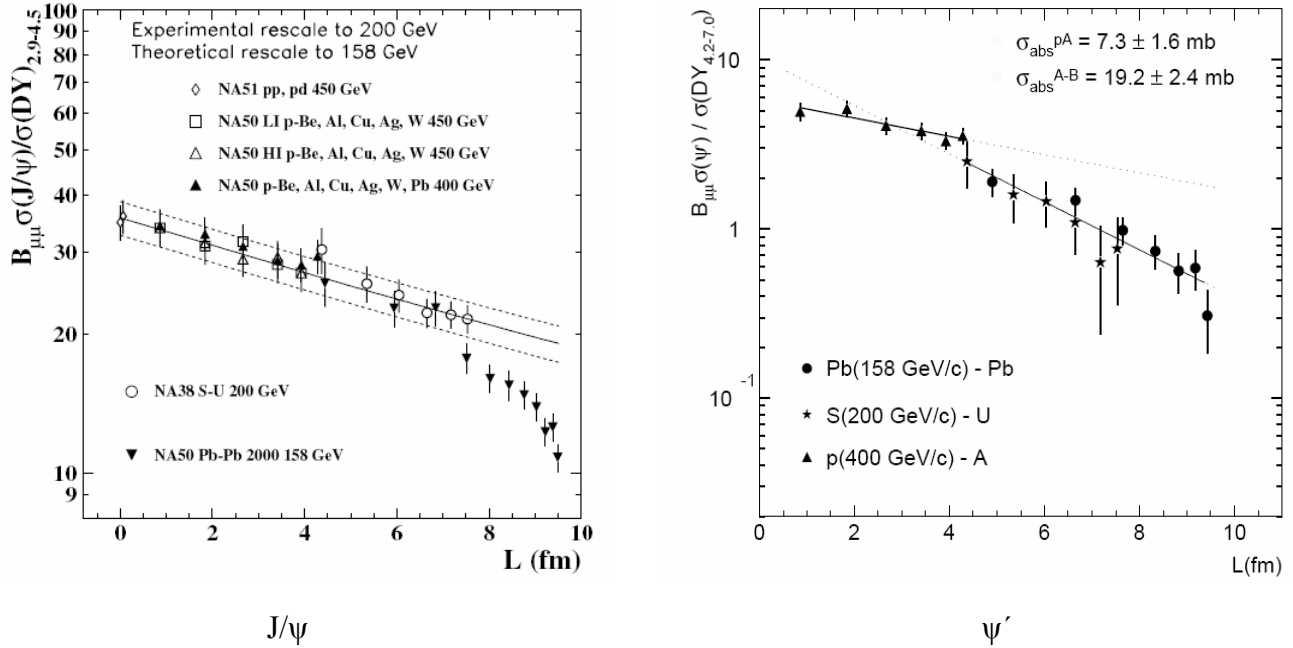 B_μμ σ(J/ψ)/σ(DY)_2.9-4.5
100
90
80
70
60
50
40
30
20
10
9
Experimental rescale to 200 GeV
Theoretical rescale to 158 GeV
NA51 pp, pd 450 GeV
NA50 LI p-Be, Al, Cu, Ag, W 450 GeV
NA50 HI p-Be, Al, Cu, Ag, W 450 GeV
NA50 p-Be, Al, Cu, Ag, W, Pb 400 GeV
NA38 S-U 200 GeV
NA50 Pb-Pb 2000 158 GeV
0 2 4 6 8 10
L (fm)
J/ψ
B_μμ σ(ψ') / σ(DY_4.2-7.0)
10
1
10^-1
σ_abs^pA = 7.3 ± 1.6 mb
σ_abs^A-B = 19.2 ± 2.4 mb
Pb(158 GeV/c) - Pb
S(200 GeV/c) - U
p(400 GeV/c) - A
0 2 4 6 8 10
L(fm)
ψ´